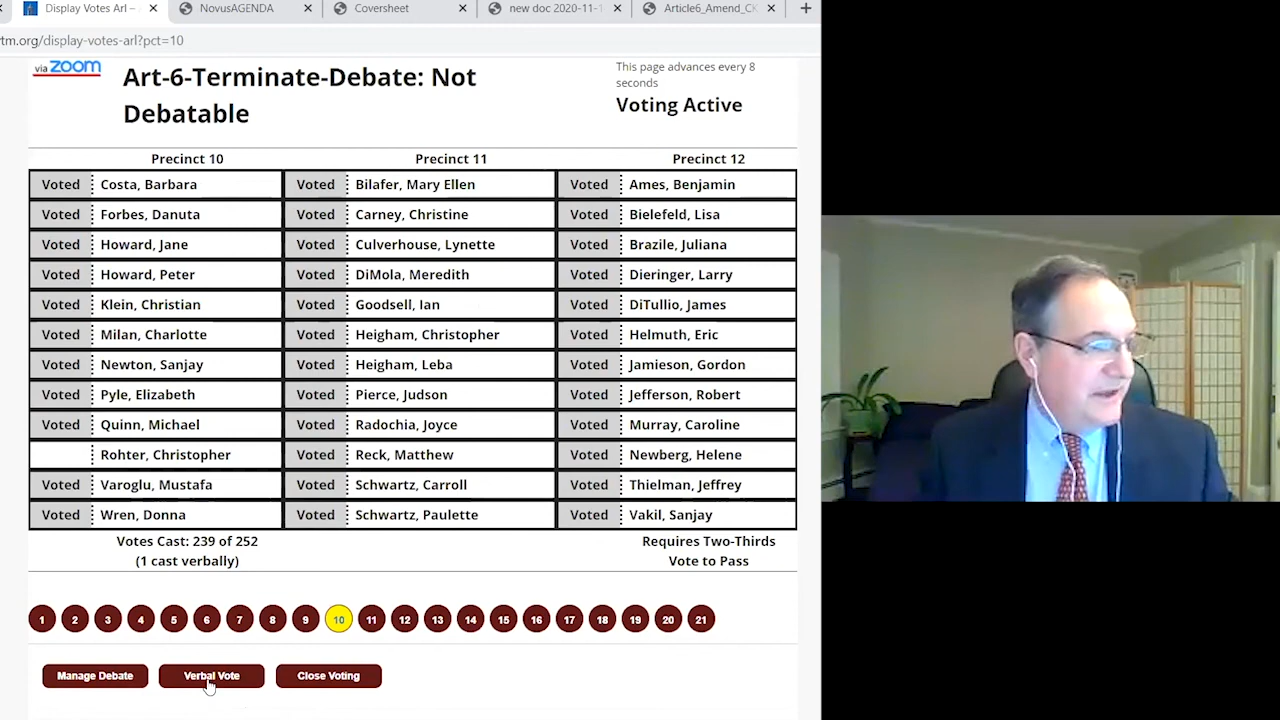 Display Votes Arl –
NovusAGENDA
Coversheet
new doc 2020-11-1
Article6_Amend_CK
rtm.org/display-votes-arl?pct=10
via zoom
Art-6-Terminate-Debate: Not
Debatable
This page advances every 8
seconds
Voting Active
Precinct 10 Precinct 11 Precinct 12
Voted Costa, Barbara Voted Bilafer, Mary Ellen Voted Ames, Benjamin
Voted Forbes, Danuta Voted Carney, Christine Voted Bielefeld, Lisa
Voted Howard, Jane Voted Culverhouse, Lynette Voted Brazile, Juliana
Voted Howard, Peter Voted DiMola, Meredith Voted Dieringer, Larry
Voted Klein, Christian Voted Goodsell, Ian Voted DiTullio, James
Voted Milan, Charlotte Voted Heigham, Christopher Voted Helmuth, Eric
Voted Newton, Sanjay Voted Heigham, Leba Voted Jamieson, Gordon
Voted Pyle, Elizabeth Voted Pierce, Judson Voted Jefferson, Robert
Voted Quinn, Michael Voted Radochia, Joyce Voted Murray, Caroline
Rohter, Christopher Voted Reck, Matthew Voted Newberg, Helene
Voted Varoglu, Mustafa Voted Schwartz, Carroll Voted Thielman, Jeffrey
Voted Wren, Donna Voted Schwartz, Paulette Voted Vakil, Sanjay
Votes Cast: 239 of 252
(1 cast verbally)
Requires Two-Thirds
Vote to Pass
1 2 3 4 5 6 7 8 9 10 11 12 13 14 15 16 17 18 19 20 21
Manage Debate Verbal Vote Close Voting